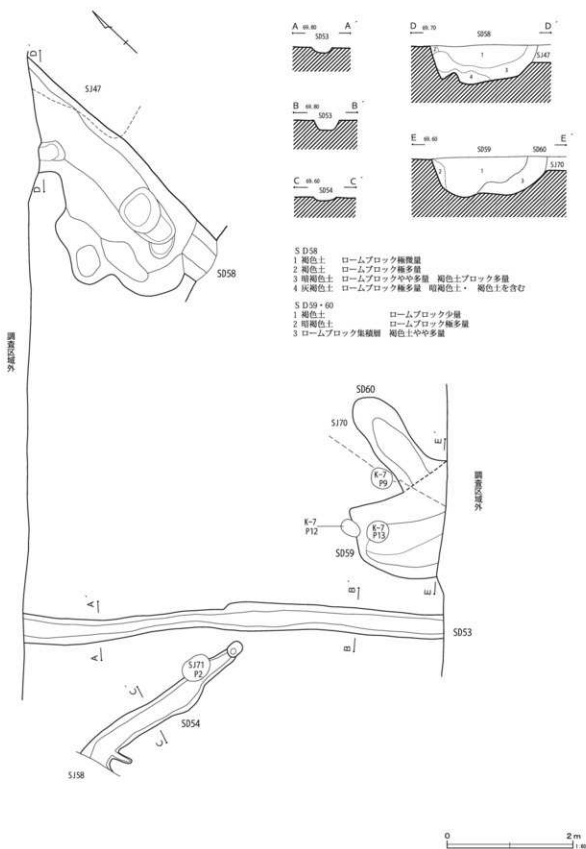 A 69.80 A'
SD53
D 69.70 D'
SD58
SJ47
1
2
3
4
B 69.80 B'
SD53
E 69.60 E'
SD59 SD60
SJ70
1
2
3
C 69.60 C'
SD54
SD58
1 褐色土 ロームブロック極微量
2 褐色土 ロームブロック極多量
3 暗褐色土 ロームブロックやや多量 褐色土ブロック多量
4 灰褐色土 ロームブロック極多量 暗褐色土・ 褐色土を含む
SD59・60
1 褐色土 ロームブロック少量
2 暗褐色土 ロームブロック極多量
3 ロームブロック集積層 褐色土やや多量
D'
SJ47
D
SD58
調査区域外
SD60
SJ70
E'
K-7
P9
調査区域外
K-7
P12
K-7
P13
SD59
E
A'
B'
SD53
A
B
SJ71
P2
C'
SD54
C
SJ58
0 2m